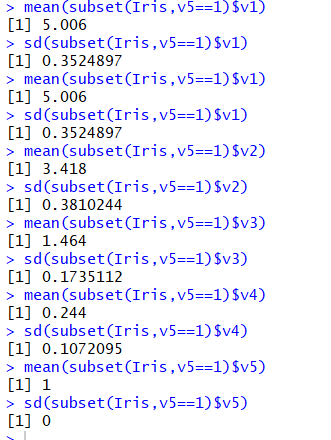 > mean(subset(Iris,v5==1)$v1)
[1] 5.006
> sd(subset(Iris,v5==1)$v1)
[1] 0.3524897
> mean(subset(Iris,v5==1)$v1)
[1] 5.006
> sd(subset(Iris,v5==1)$v1)
[1] 0.3524897
> mean(subset(Iris,v5==1)$v2)
[1] 3.418
> sd(subset(Iris,v5==1)$v2)
[1] 0.3810244
> mean(subset(Iris,v5==1)$v3)
[1] 1.464
> sd(subset(Iris,v5==1)$v3)
[1] 0.1735112
> mean(subset(Iris,v5==1)$v4)
[1] 0.244
> sd(subset(Iris,v5==1)$v4)
[1] 0.1072095
> mean(subset(Iris,v5==1)$v5)
[1] 1
> sd(subset(Iris,v5==1)$v5)
[1] 0
>